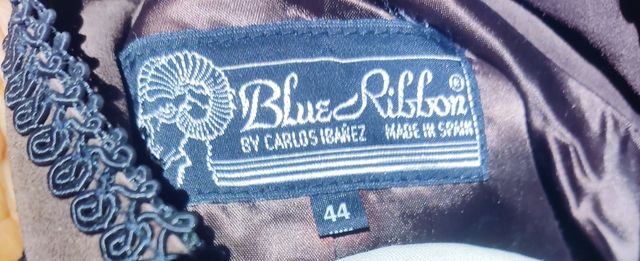 Blue Ribbon®
BY CARLOS IBAÑEZ MADE IN SPAIN
44